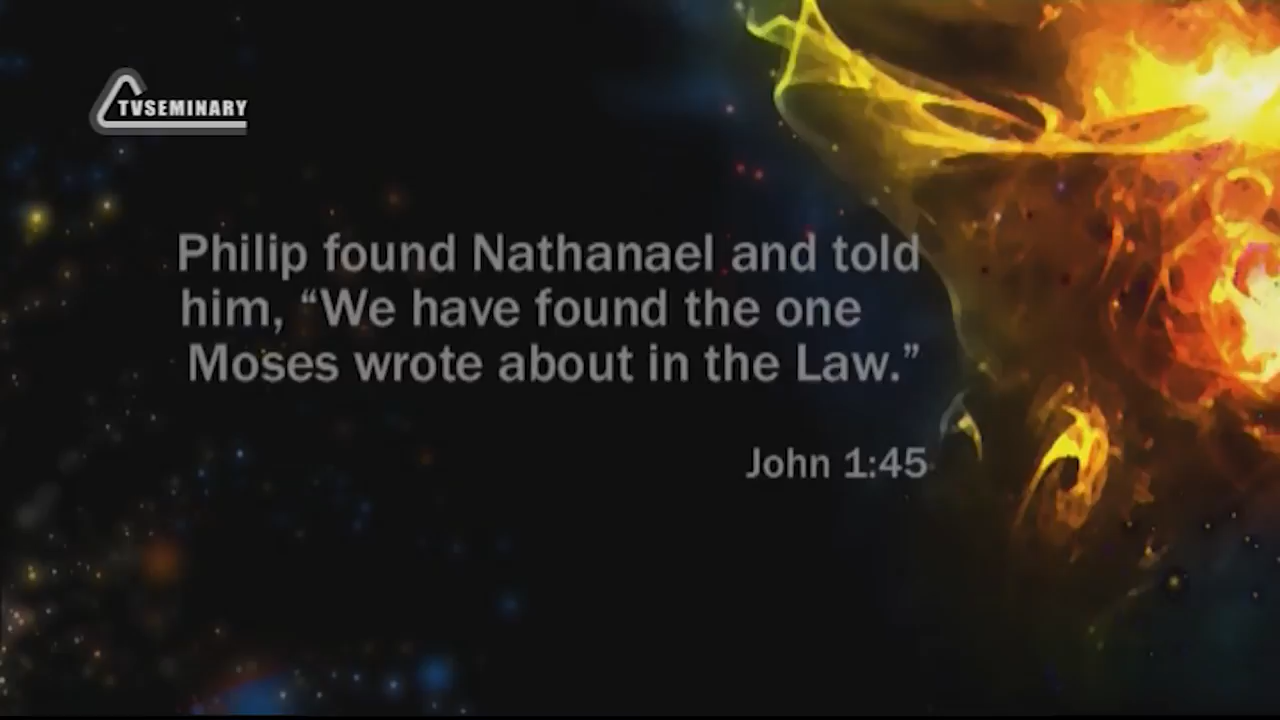 TVSEMINARY
Philip found Nathanael and told
him, “We have found the one
Moses wrote about in the Law.”
John 1:45